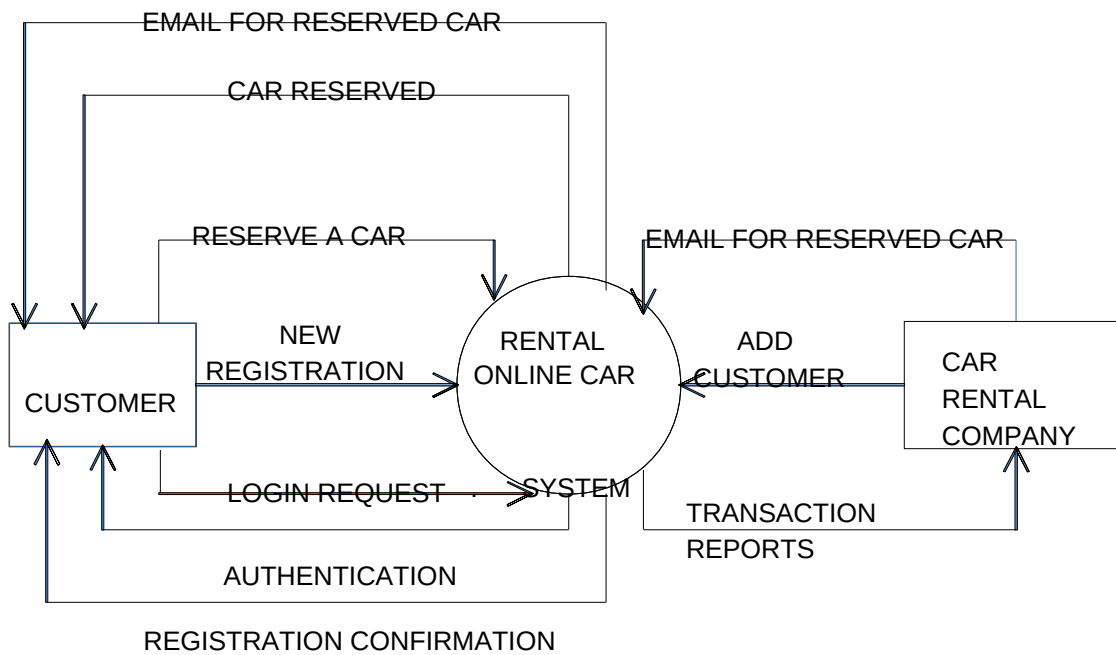 EMAIL FOR RESERVED CAR
CAR RESERVED
RESERVE A CAR
EMAIL FOR RESERVED CAR
NEW
REGISTRATION
RENTAL
ONLINE CAR
SYSTEM
ADD
CUSTOMER
CAR
RENTAL
COMPANY
CUSTOMER
LOGIN REQUEST .
TRANSACTION
REPORTS
AUTHENTICATION
REGISTRATION CONFIRMATION